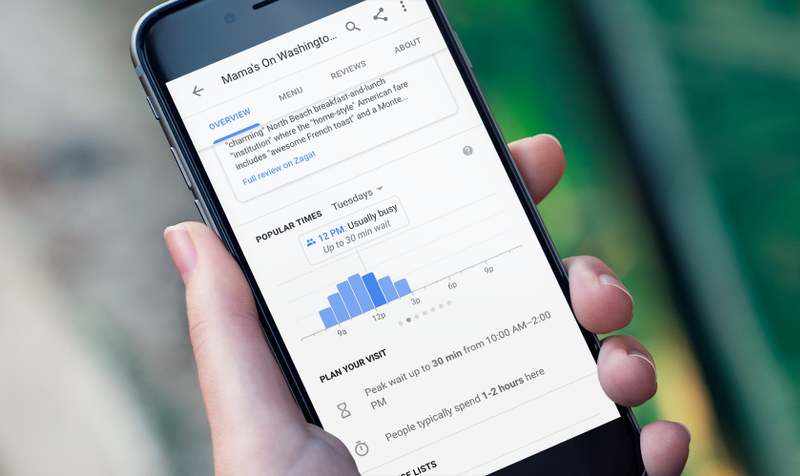 Mama's On Washingto...
OVERVIEW MENU REVIEWS ABOUT
"charming" North Beach breakfast-and-lunch
"institution" where the "home-style" American fare
includes "awesome French toast" and a Monte...
Full review on Zagat
POPULAR TIMES Tuesdays
12 PM: Usually busy
Up to 30 min wait
9a 12p 3p 6p 9p
PLAN YOUR VISIT
Peak wait up to 30 min from 10:00 AM–2:00
PM
People typically spend 1-2 hours here
LISTS